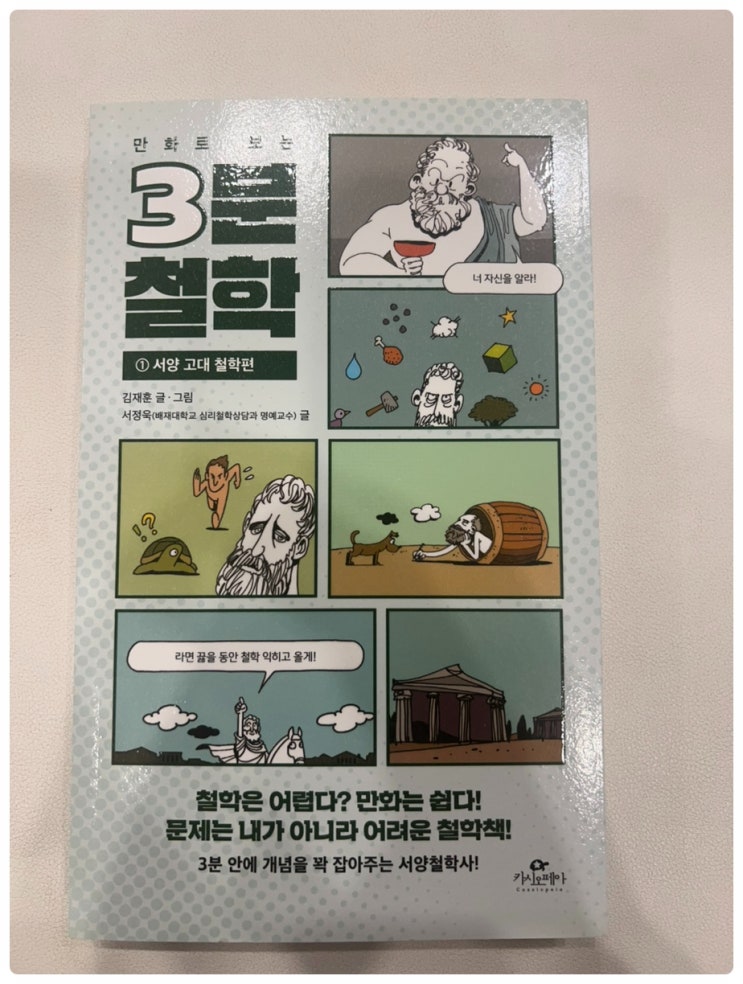 만화로 보는
3분
철학
① 서양 고대 철학편
김재훈 글·그림
서정욱(배재대학교 심리철학상담과 명예교수) 글
너 자신을 알라!
라면 끓을 동안 철학 익히고 올게!
철학은 어렵다? 만화는 쉽다!
문제는 내가 아니라 어려운 철학책!
3분 안에 개념을 꽉 잡아주는 서양철학사!
카시오페아
Cassiopeia